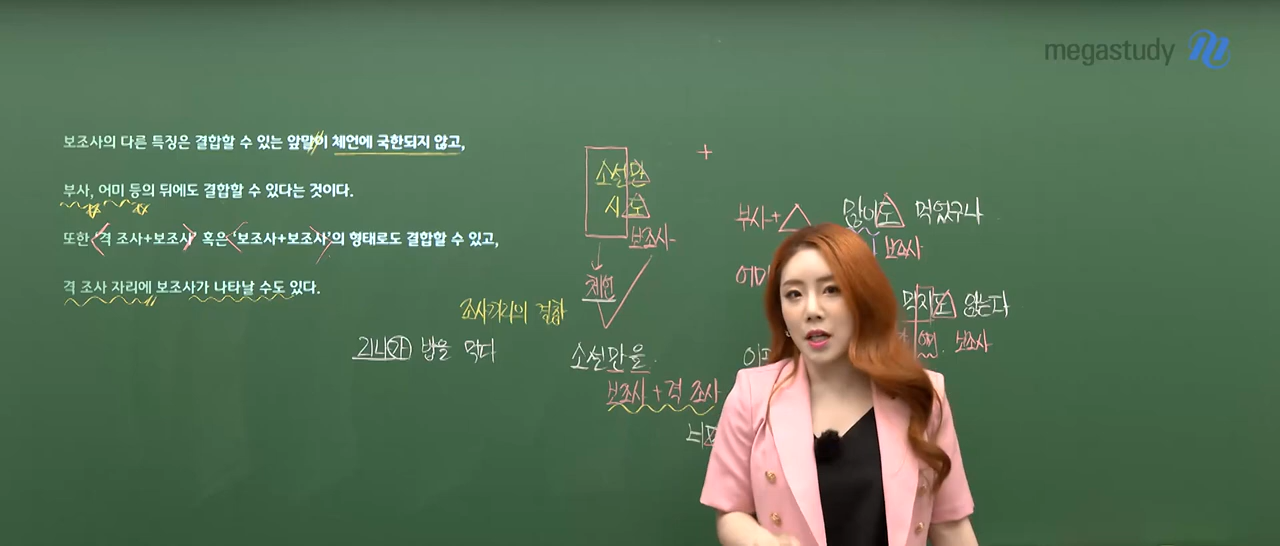 megastudy
보조사의 다른 특징은 결합할 수 있는 앞말이 체언에 국한되지 않고,
부사, 어미 등의 뒤에도 결합할 수 있다는 것이다.
또한 '격 조사+보조사' 혹은 '보조사+보조사'의 형태로도 결합할 수 있고,
격 조사 자리에 보조사가 나타날 수도 있다.
소설만
시도
보조사
체언
조사끼리의 결합
리니가 밥을 먹다
소설만을
보조사 + 격 조사
+
부사+
많이도 먹었구나
보조사
어미
먹지도 않는다
보조사